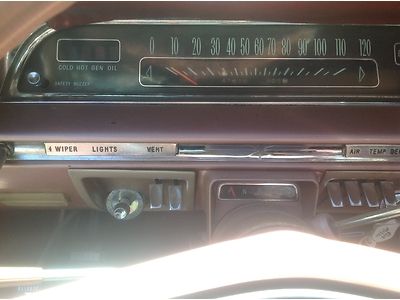 0 10 20 30 40 50 60 70 80 90 100 110 120
COLD HOT GEN OIL
SAFETY BUZZER
WIPER LIGHTS VENT
AIR TEMP